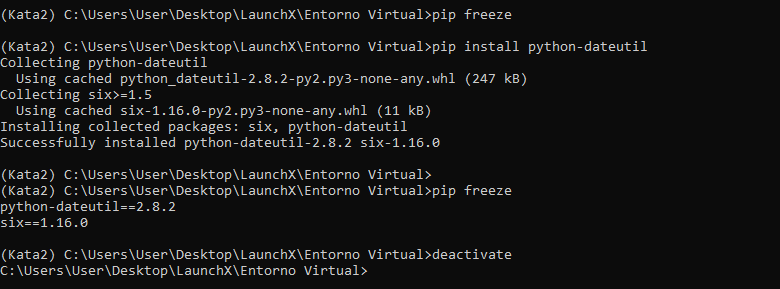 (Kata2) C:\Users\User\Desktop\LaunchX\Entorno Virtual>pip freeze
(Kata2) C:\Users\User\Desktop\LaunchX\Entorno Virtual>pip install python-dateutil
Collecting python-dateutil
  Using cached python_dateutil-2.8.2-py2.py3-none-any.whl (247 kB)
Collecting six>=1.5
  Using cached six-1.16.0-py2.py3-none-any.whl (11 kB)
Installing collected packages: six, python-dateutil
Successfully installed python-dateutil-2.8.2 six-1.16.0
(Kata2) C:\Users\User\Desktop\LaunchX\Entorno Virtual>
(Kata2) C:\Users\User\Desktop\LaunchX\Entorno Virtual>pip freeze
python-dateutil==2.8.2
six==1.16.0
(Kata2) C:\Users\User\Desktop\LaunchX\Entorno Virtual>deactivate
C:\Users\User\Desktop\LaunchX\Entorno Virtual>